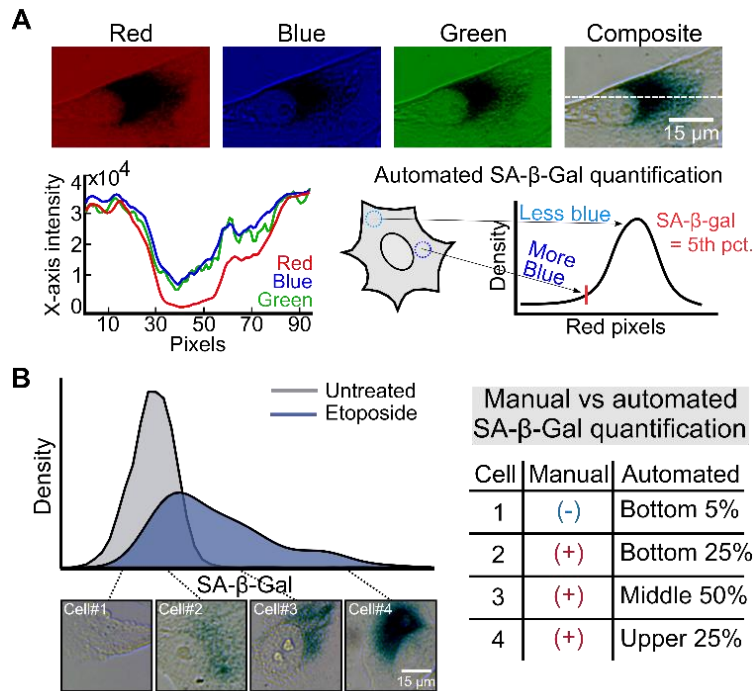 A
Red
Blue
Green
Composite
15 µm
x10⁴
4
3
2
1
0
X-axis intensity
10
30
50
70
90
Pixels
Red
Blue
Green
Automated SA-β-Gal quantification
Less blue
More
Blue
Density
SA-β-gal
= 5th pct.
Red pixels
B
Untreated
Etoposide
Density
SA-β-Gal
Cell#1
Cell#2
Cell#3
Cell#4
15 µm
Manual vs automated
SA-β-Gal quantification
Cell Manual Automated
1 (-) Bottom 5%
2 (+) Bottom 25%
3 (+) Middle 50%
4 (+) Upper 25%